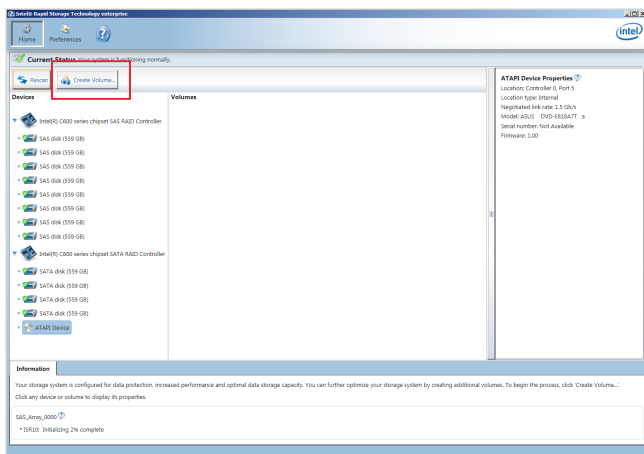 Intel® Rapid Storage Technology enterprise
Home
Preferences
intel
Current Status Your system is functioning normally.
Rescan
Create Volume...
Devices
Volumes
Intel(R) C600 series chipset SAS RAID Controller
SAS disk (559 GB)
SAS disk (559 GB)
SAS disk (559 GB)
SAS disk (559 GB)
SAS disk (559 GB)
SAS disk (559 GB)
SAS disk (559 GB)
SAS disk (559 GB)
Intel(R) C600 series chipset SATA RAID Controller
SATA disk (559 GB)
SATA disk (559 GB)
SATA disk (559 GB)
SATA disk (559 GB)
ATAPI Device
ATAPI Device Properties ?
Location: Controller 0, Port 5
Location type: Internal
Negotiated link rate: 1.5 Gb/s
Model: ASUS DVD-E818A7T a
Serial number: Not Available
Firmware: 1.00
Information
Your storage system is configured for data protection, increased performance and optimal data storage capacity. You can further optimize your storage system by creating additional volumes. To begin the process, click 'Create Volume...'.
Click any device or volume to display its properties.
SAS_Array_0000 ?
• ISR10: Initializing 2% complete